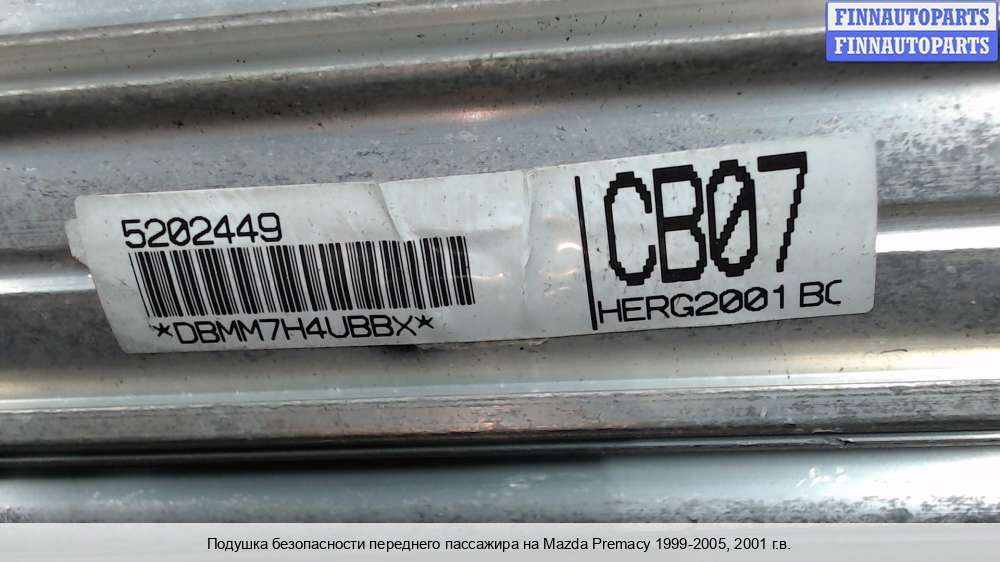 FINNAUTOPARTS
FINNAUTOPARTS
5202449
*DBMM7H4UBBX*
CB07
HERG2001 BC
Подушка безопасности переднего пассажира на Mazda Premacy 1999-2005, 2001 г.в.